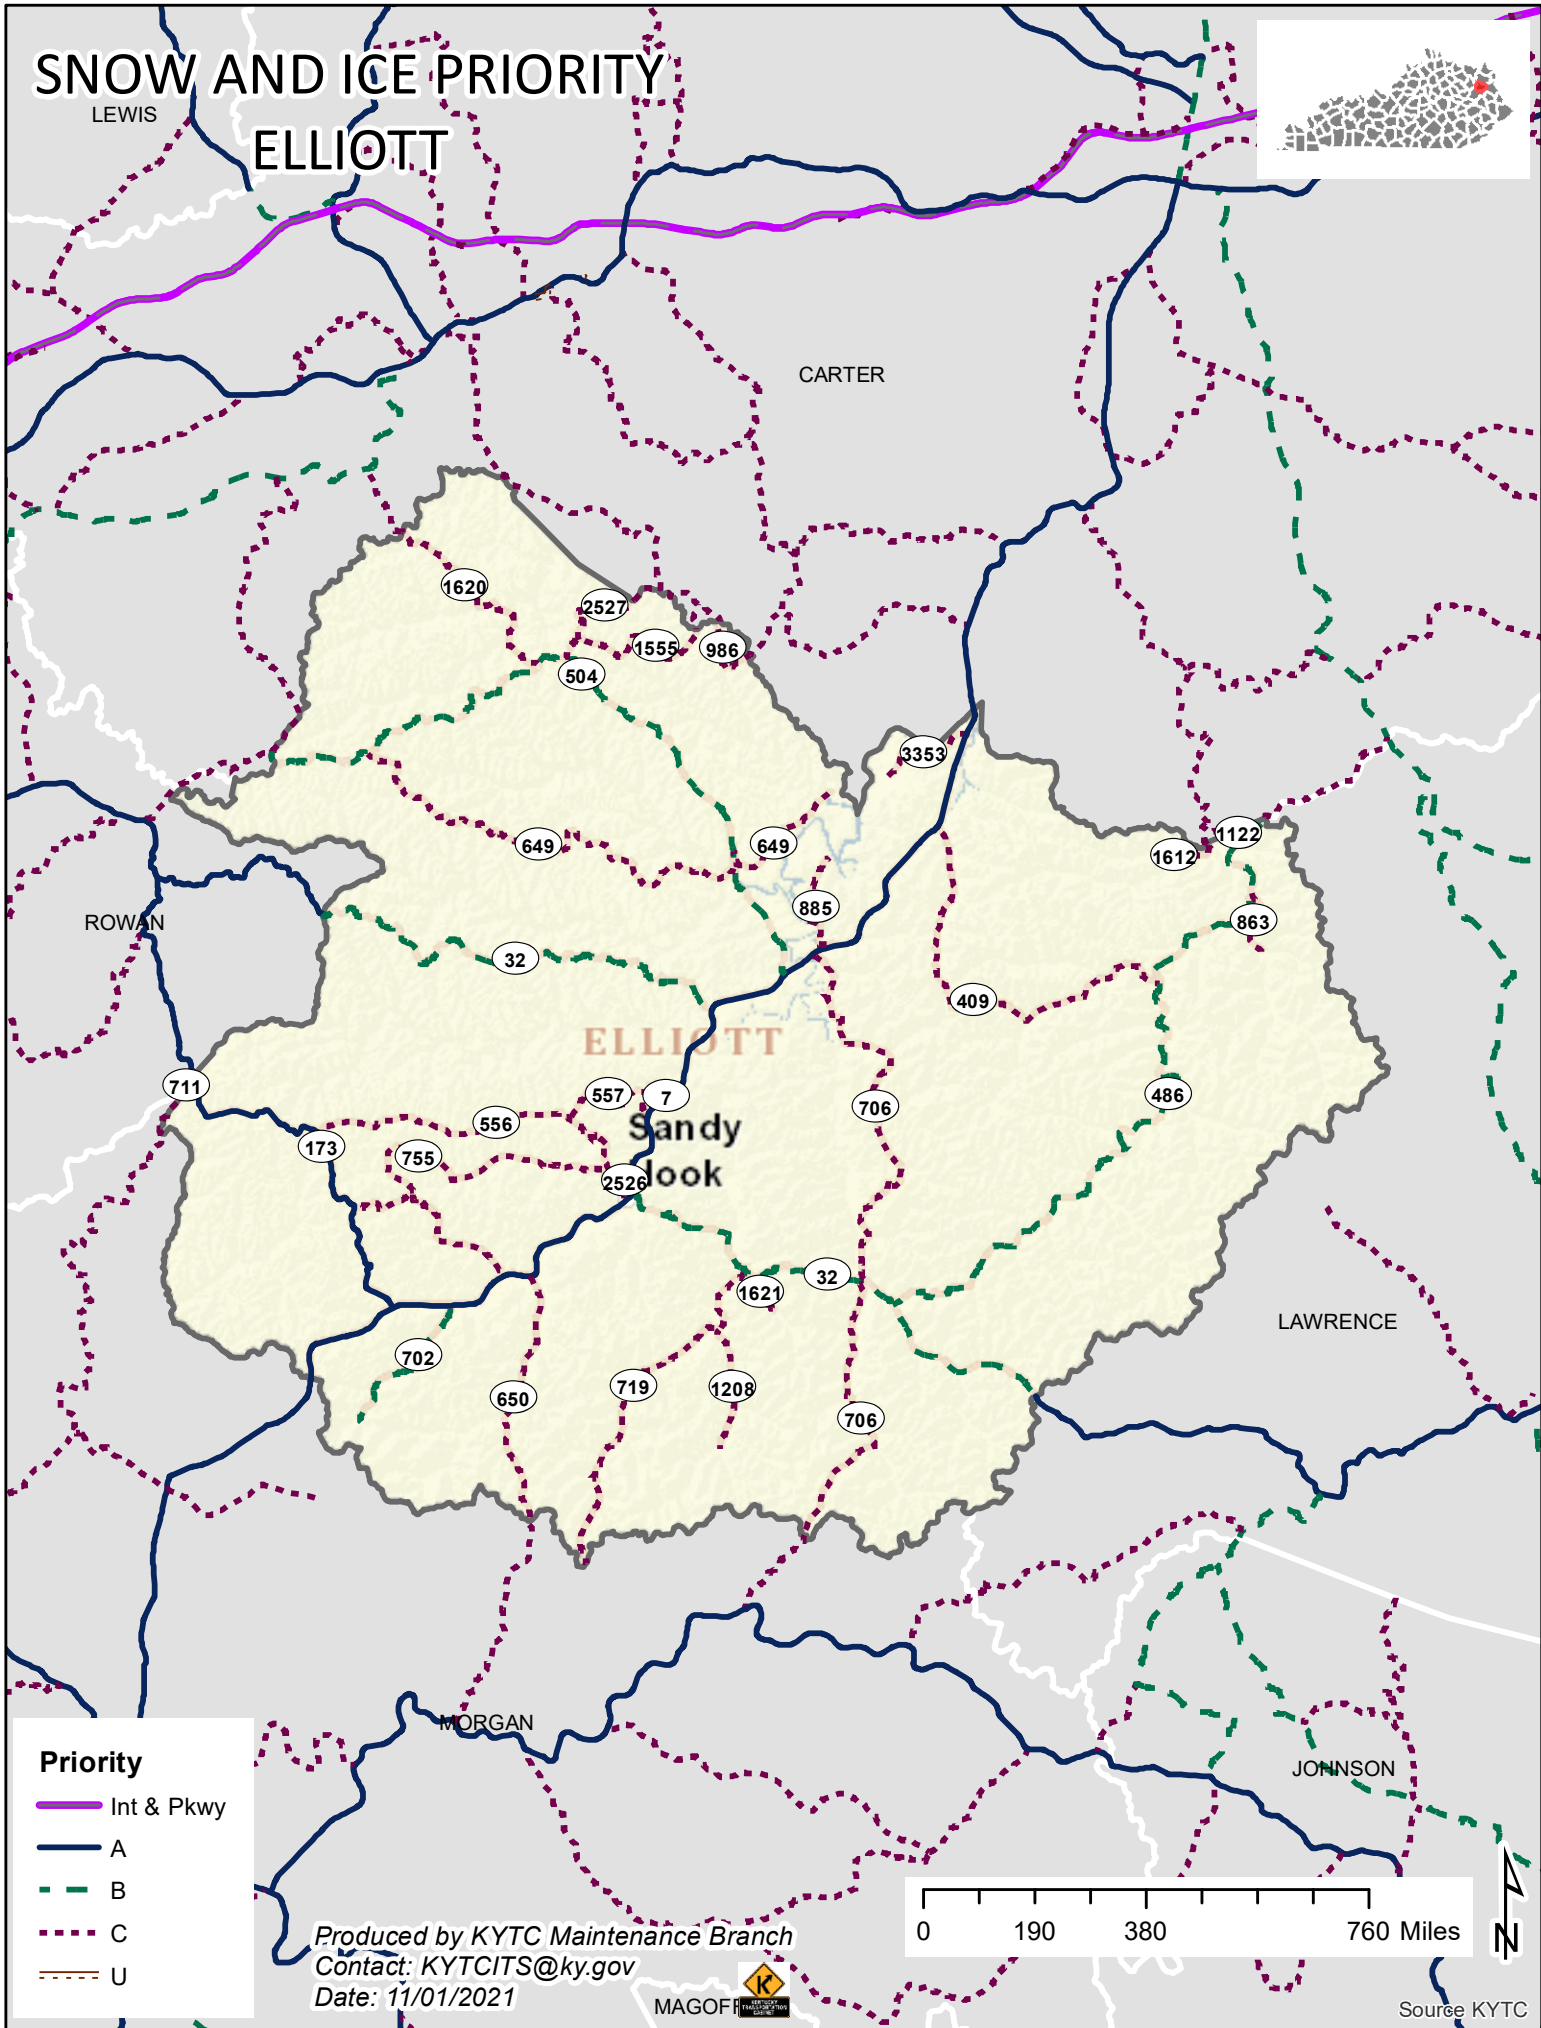 SNOW AND ICE PRIORITY
ELLIOTT
LEWIS
CARTER
1620
2527
1555
986
504
3353
649
649
1122
1612
885
863
ROWAN
32
409
ELLIOTT
711
557
7
706
486
556
Sandy
173
755
2526
32
1621
LAWRENCE
702
650
719
1208
706
MORGAN
JOHNSON
Priority
Int & Pkwy
A
B
C
U
0 190 380 760 Miles
N
Produced by KYTC Maintenance Branch
Contact: KYTCITS@ky.gov
Date: 11/01/2021
KENTUCKY
TRANSPORTATION
CABINET
Source KYTC